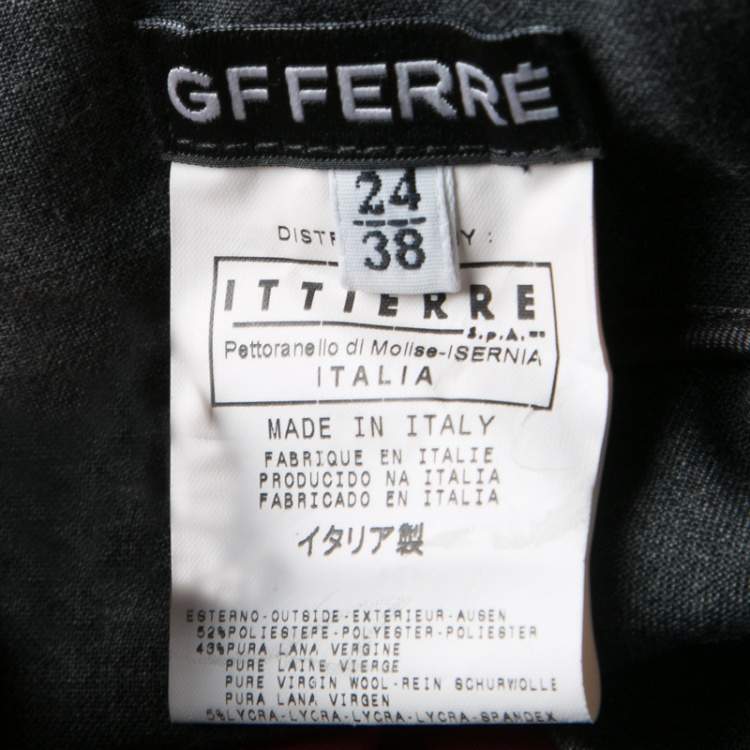 GFFERRÉ
24
38
DISTR Y :
ITTIERRE
S.p.A.
Pettoranello di Molise-ISERNIA
ITALIA
MADE IN ITALY
FABRIQUE EN ITALIE
PRODUCIDO NA ITALIA
FABRICADO EN ITALIA
イタリア製
ESTERNO-OUTSIDE-EXTERIEUR-AUSEN
52%POLIESTEPE-POLYESTER-POLIESTER
43%PURA LANA VERGINE
PURE LAINE VIERGE
PURE VIRGIN WOOL-REIN SCHURWOLLE
PURA LANA VIRGEN
5%LYCRA-LYCRA-LYCRA-LYCRA-SPANDEX